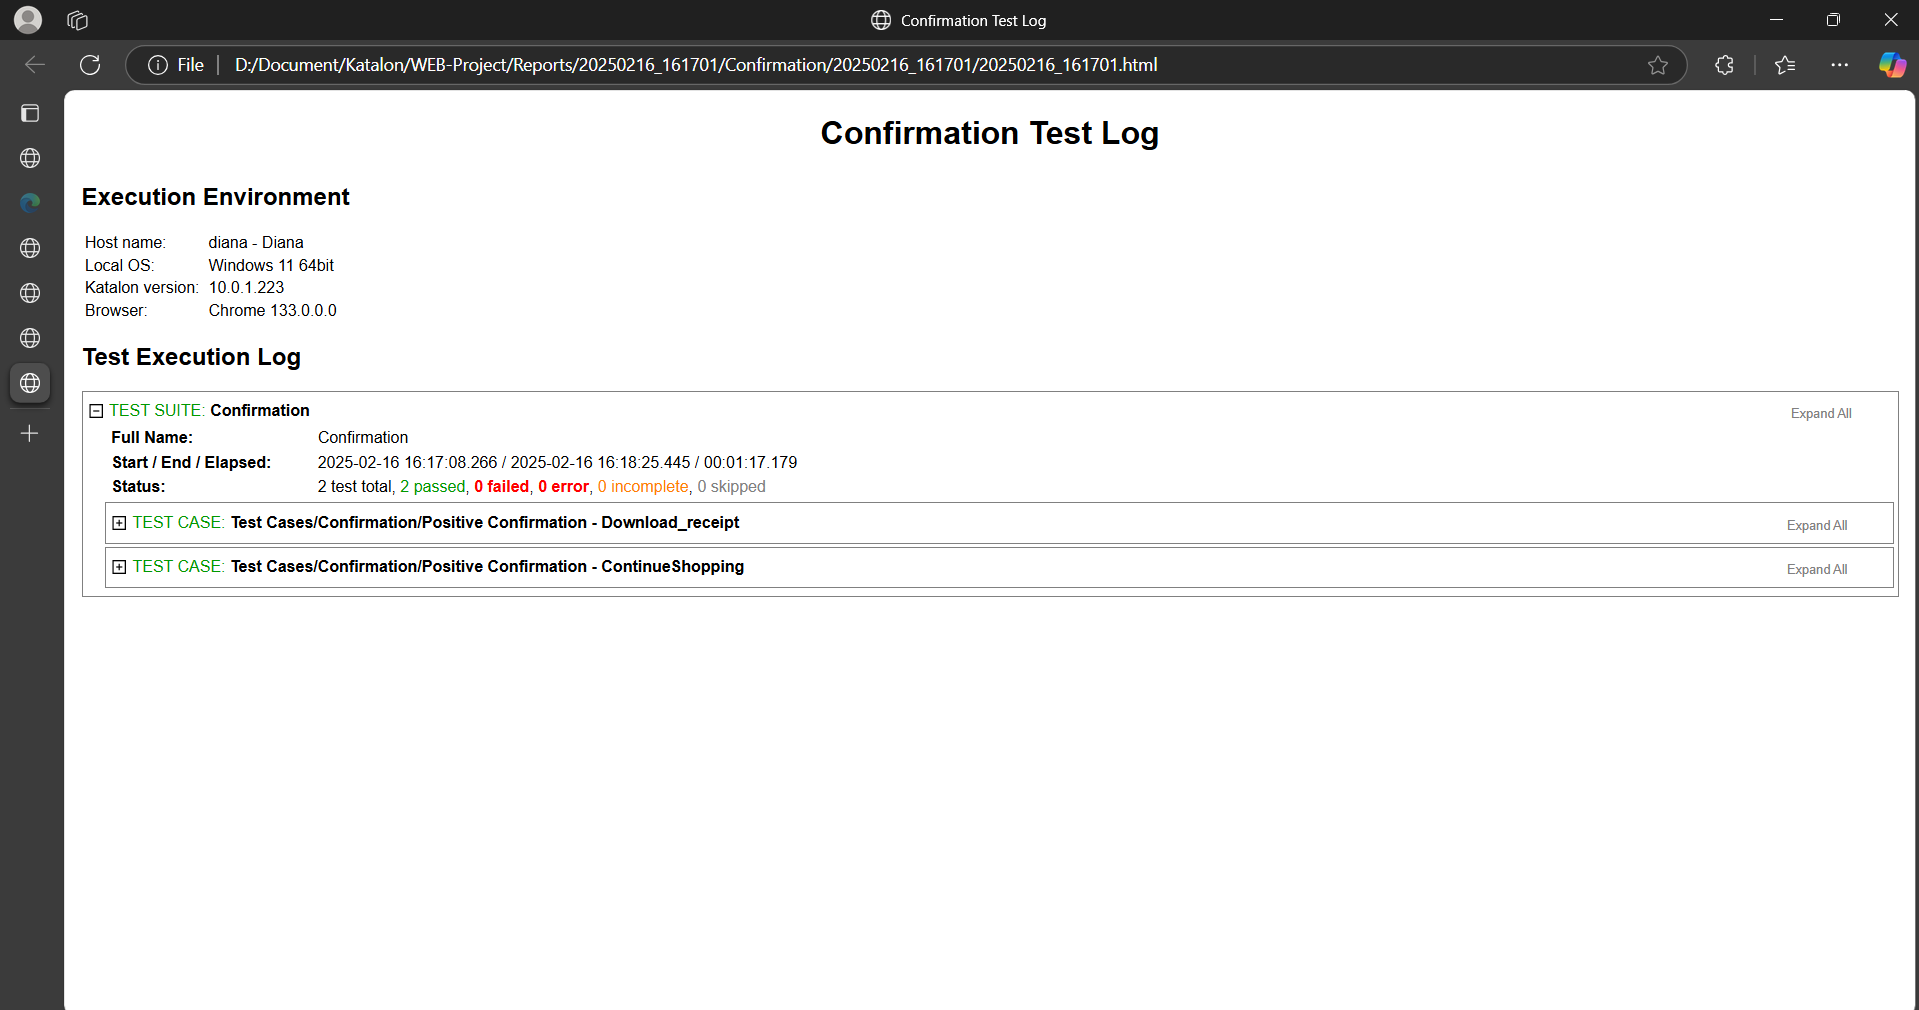 Confirmation Test Log
File D:/Document/Katalon/WEB-Project/Reports/20250216_161701/Confirmation/20250216_161701/20250216_161701.html
Confirmation Test Log
Execution Environment
Host name: diana - Diana
Local OS: Windows 11 64bit
Katalon version: 10.0.1.223
Browser: Chrome 133.0.0.0
Test Execution Log
TEST SUITE: Confirmation Expand All
Full Name: Confirmation
Start / End / Elapsed: 2025-02-16 16:17:08.266 / 2025-02-16 16:18:25.445 / 00:01:17.179
Status: 2 test total, 2 passed, 0 failed, 0 error, 0 incomplete, 0 skipped
TEST CASE: Test Cases/Confirmation/Positive Confirmation - Download_receipt Expand All
TEST CASE: Test Cases/Confirmation/Positive Confirmation - ContinueShopping Expand All